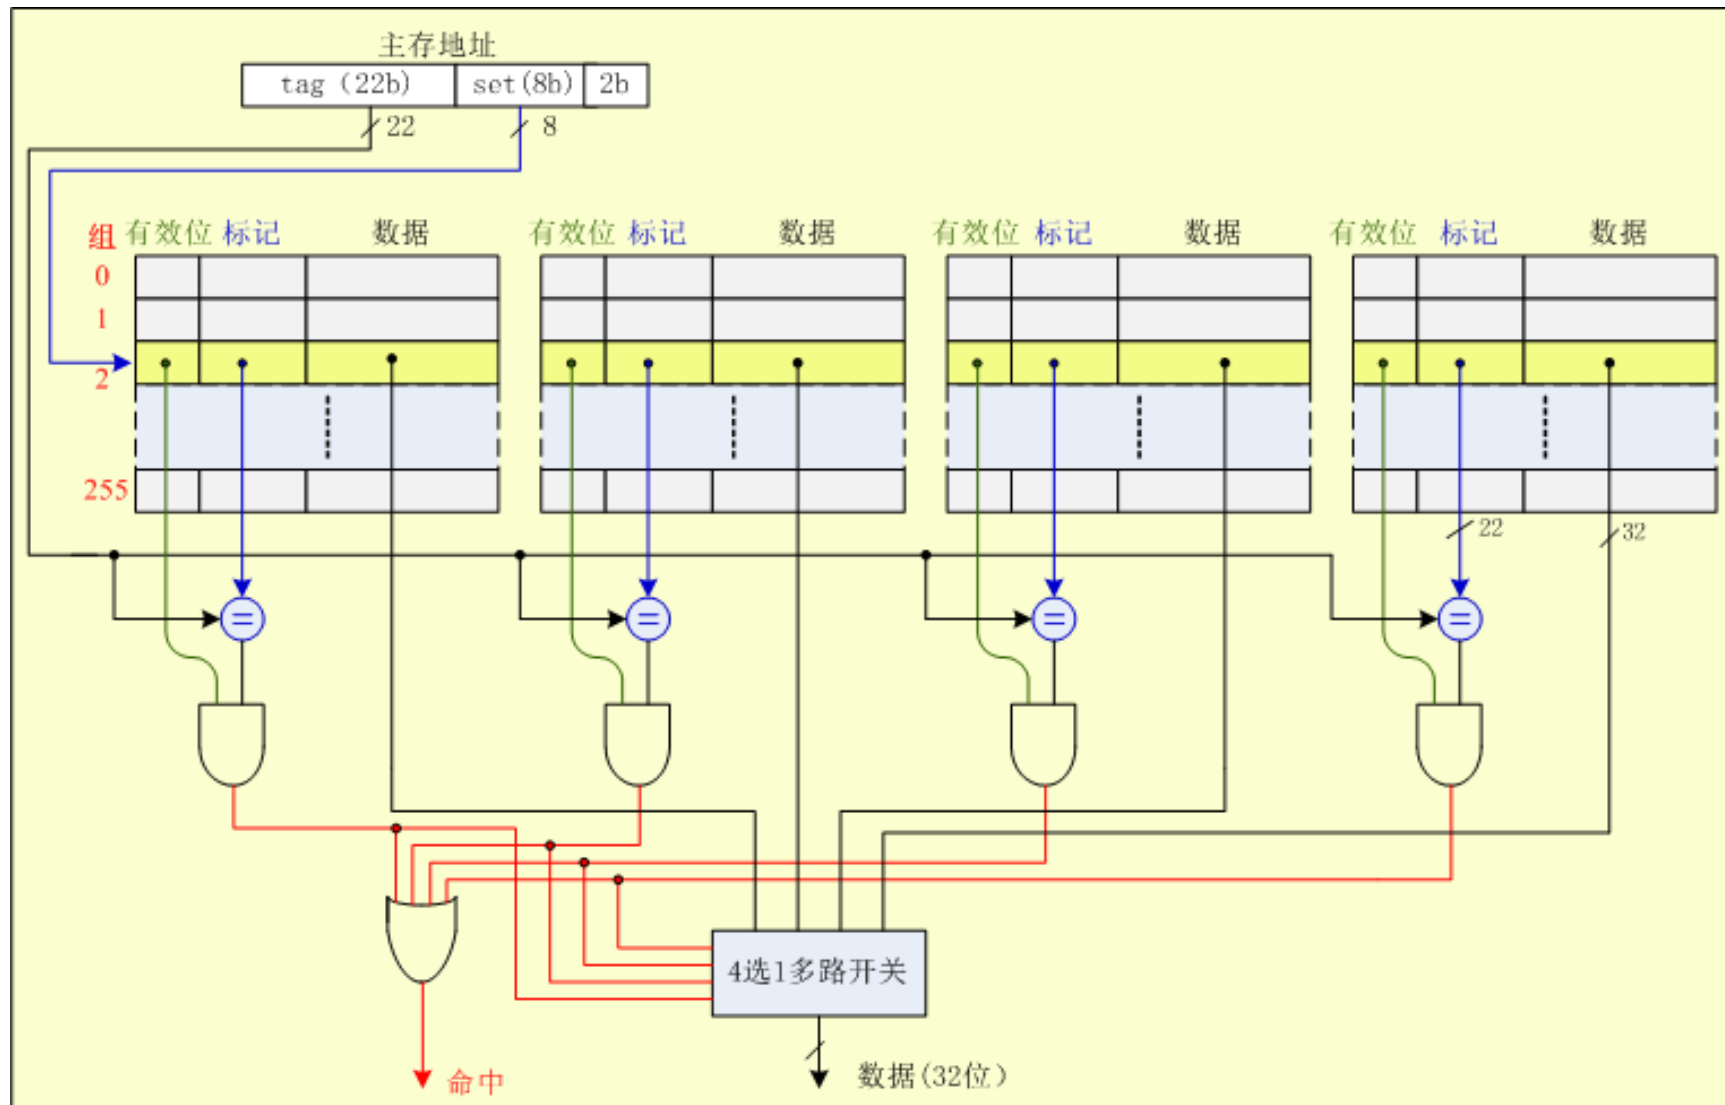 主存地址
tag (22b) set(8b) 2b
22 8
组 有效位 标记 数据 有效位 标记 数据 有效位 标记 数据 有效位 标记 数据
0
1
2
255
22 32
= = = =
4选1多路开关
命中 数据(32位)